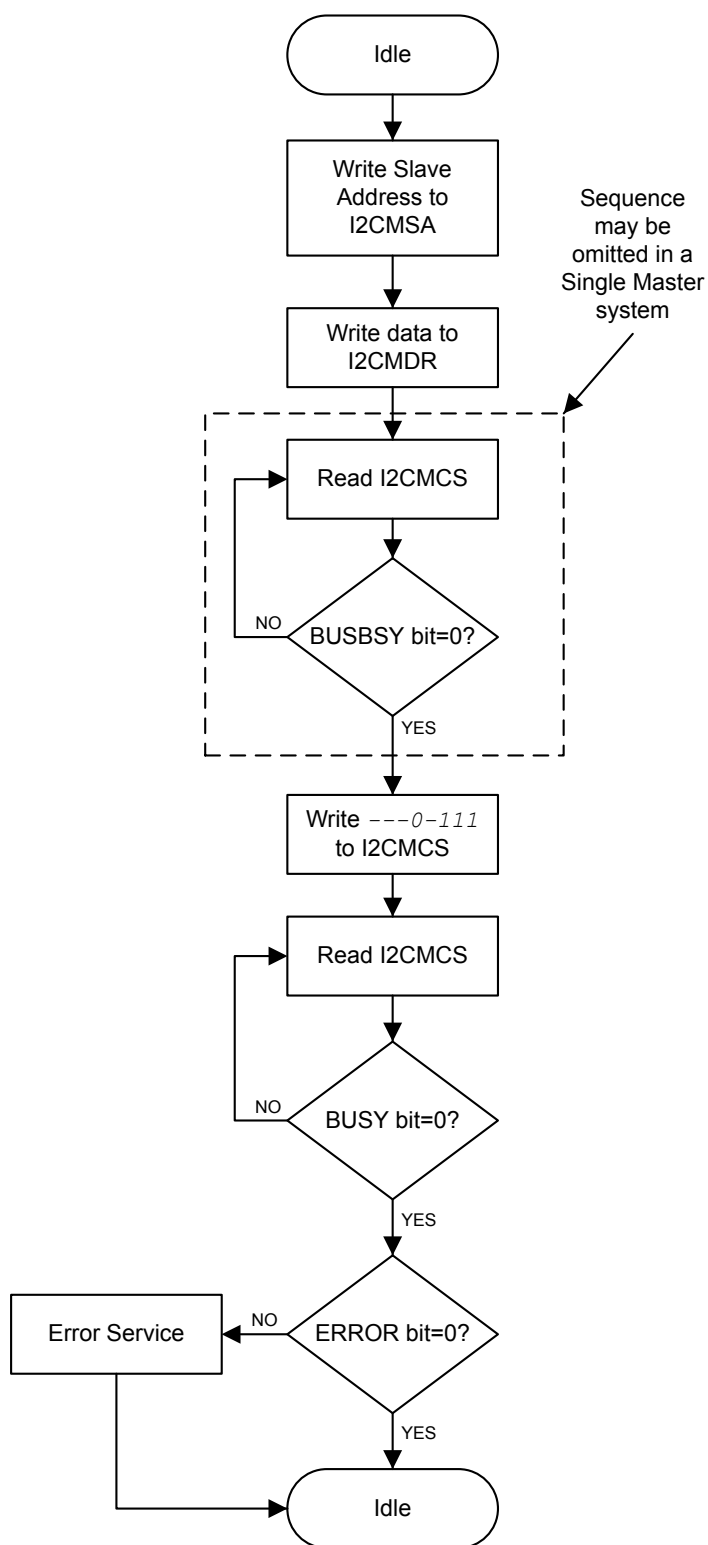 Idle
Write Slave
Address to
I2CMSA
Sequence
may be
omitted in a
Single Master
system
Write data to
I2CMDR
Read I2CMCS
NO
BUSBSY bit=0?
YES
Write ---0-111
to I2CMCS
Read I2CMCS
NO
BUSY bit=0?
YES
Error Service
NO
ERROR bit=0?
YES
Idle